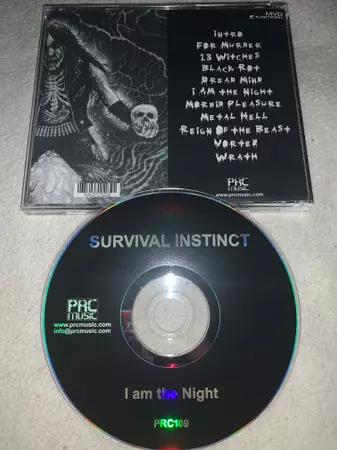 MVD
Intro
For Murder
13 Witches
Black Rot
Dread Mind
I Am the Night
Morbid Pleasure
Metal Hell
Reign Of the Beast
Vortex
Wrath
PRC
MUSIC
www.prcmusic.com
SURVIVAL INSTINCT
PRC
MUSIC
www.prcmusic.com
info@prcmusic.com
I am the Night
PRC109